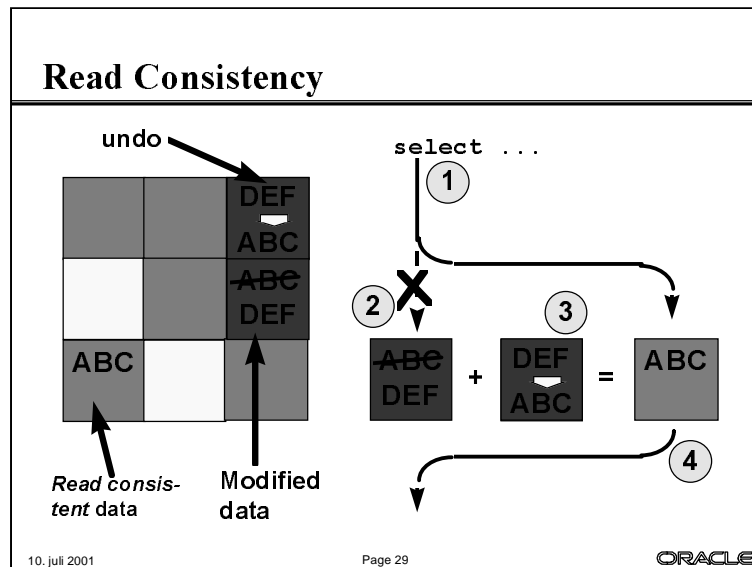 Read Consistency
undo
DEF
ABC
ABC
DEF
ABC
Read consis-
tent data
Modified
data
select ...
1
2
3
ABC
DEF
+
DEF
ABC
=
ABC
4
10. juli 2001
Page 29
ORACLE